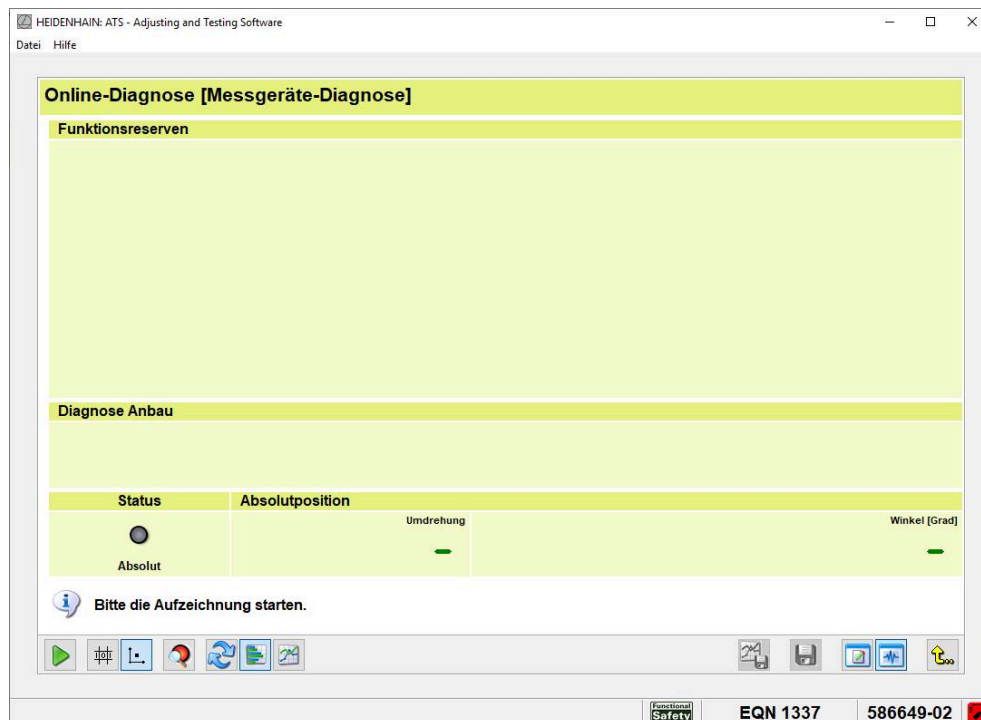 HEIDENHAIN: ATS - Adjusting and Testing Software
Datei Hilfe
Online-Diagnose [Messgeräte-Diagnose]
Funktionsreserven
Diagnose Anbau
Status
Absolutposition
Umdrehung
Winkel [Grad]
Absolut
Bitte die Aufzeichnung starten.
Functional
Safety
EQN 1337
586649-02